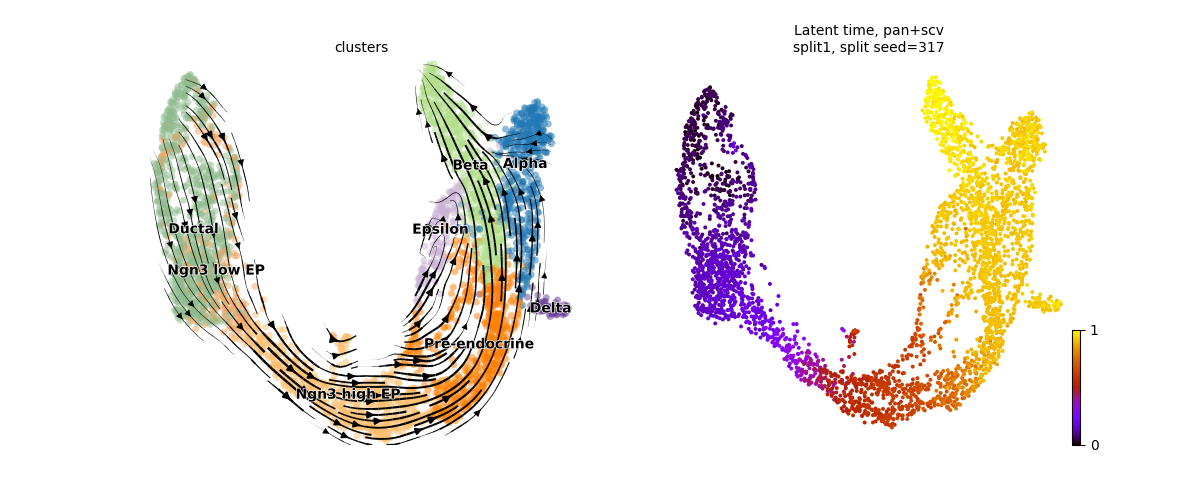 clusters
Beta
Alpha
Ductal
Epsilon
Ngn3 low EP
Delta
Pre-endocrine
Ngn3 high EP
Latent time, pan+scv
split1, split seed=317
1
0